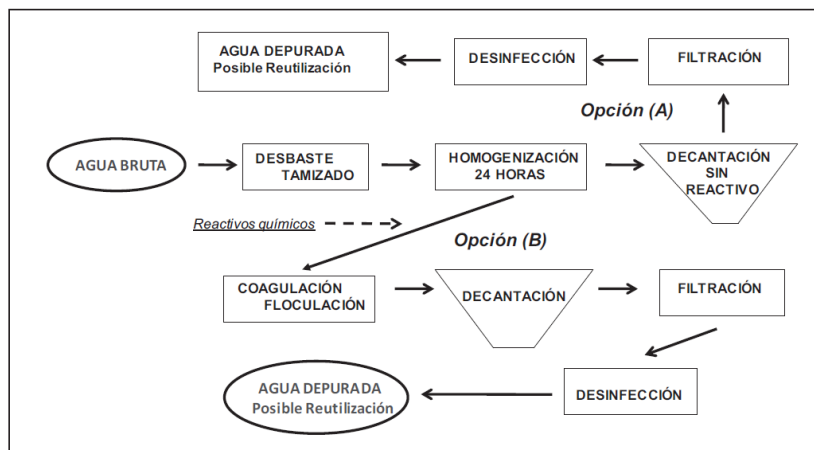 AGUA DEPURADA
Posible Reutilización
DESINFECCIÓN
FILTRACIÓN
Opción (A)
AGUA BRUTA
DESBASTE
TAMIZADO
HOMOGENIZACIÓN
24 HORAS
DECANTACIÓN
SIN
REACTIVO
Reactivos químicos
Opción (B)
COAGULACIÓN
FLOCULACIÓN
DECANTACIÓN
FILTRACIÓN
AGUA DEPURADA
Posible Reutilización
DESINFECCIÓN